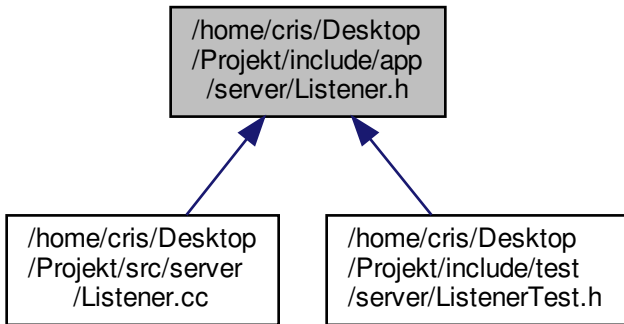 /home/cris/Desktop
/Projekt/include/app
/server/Listener.h
/home/cris/Desktop
/Projekt/src/server
/Listener.cc
/home/cris/Desktop
/Projekt/include/test
/server/ListenerTest.h